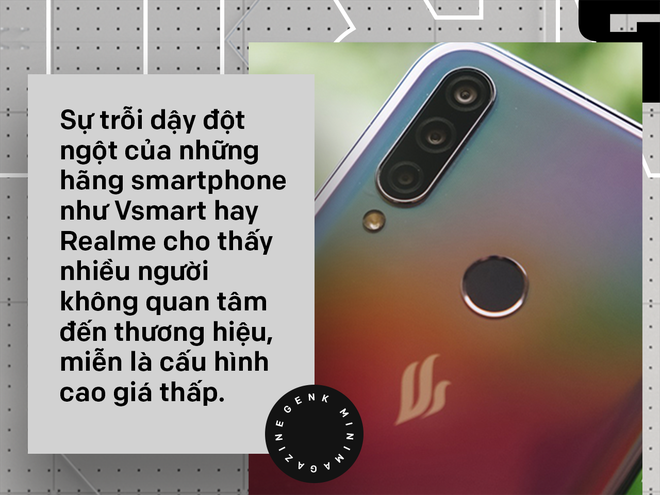 Sự trỗi dậy đột
ngột của những
hãng smartphone
như Vsmart hay
Realme cho thấy
nhiều người
không quan tâm
đến thương hiệu,
miễn là cấu hình
cao giá thấp.
GENK MINIMAGAZINE